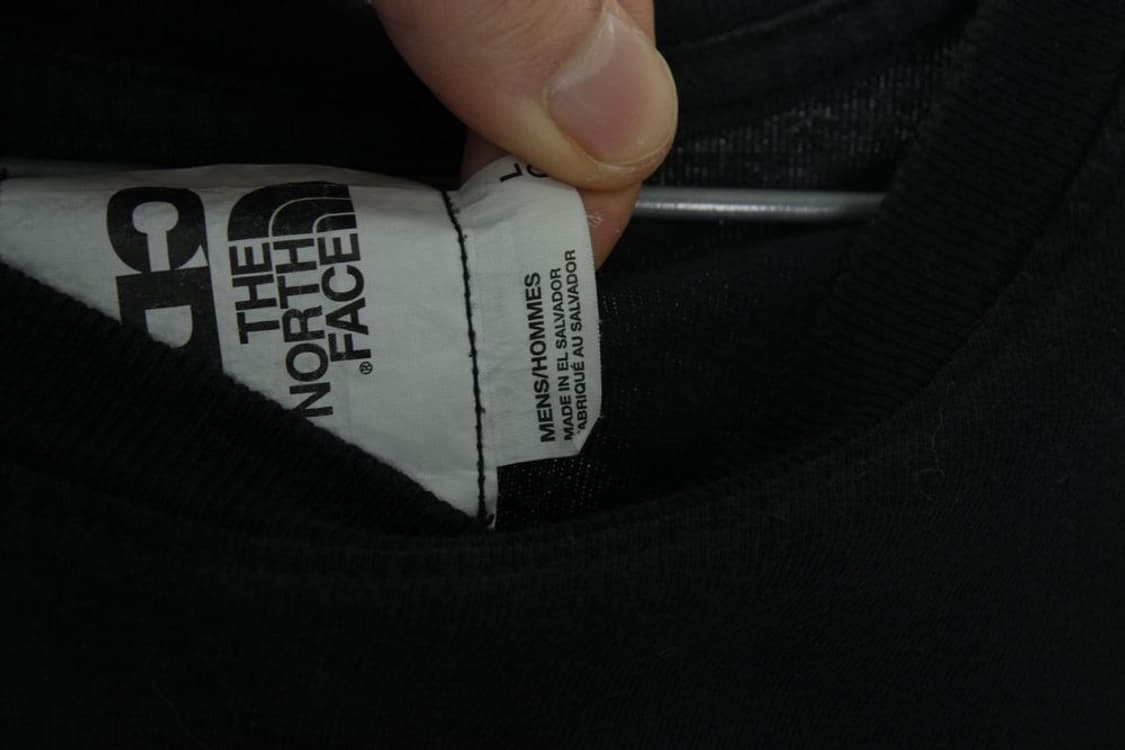 THE
NORTH
FACE
®
MENS/HOMMES
MADE IN EL SALVADOR
FABRIQUÉ AU SALVADOR